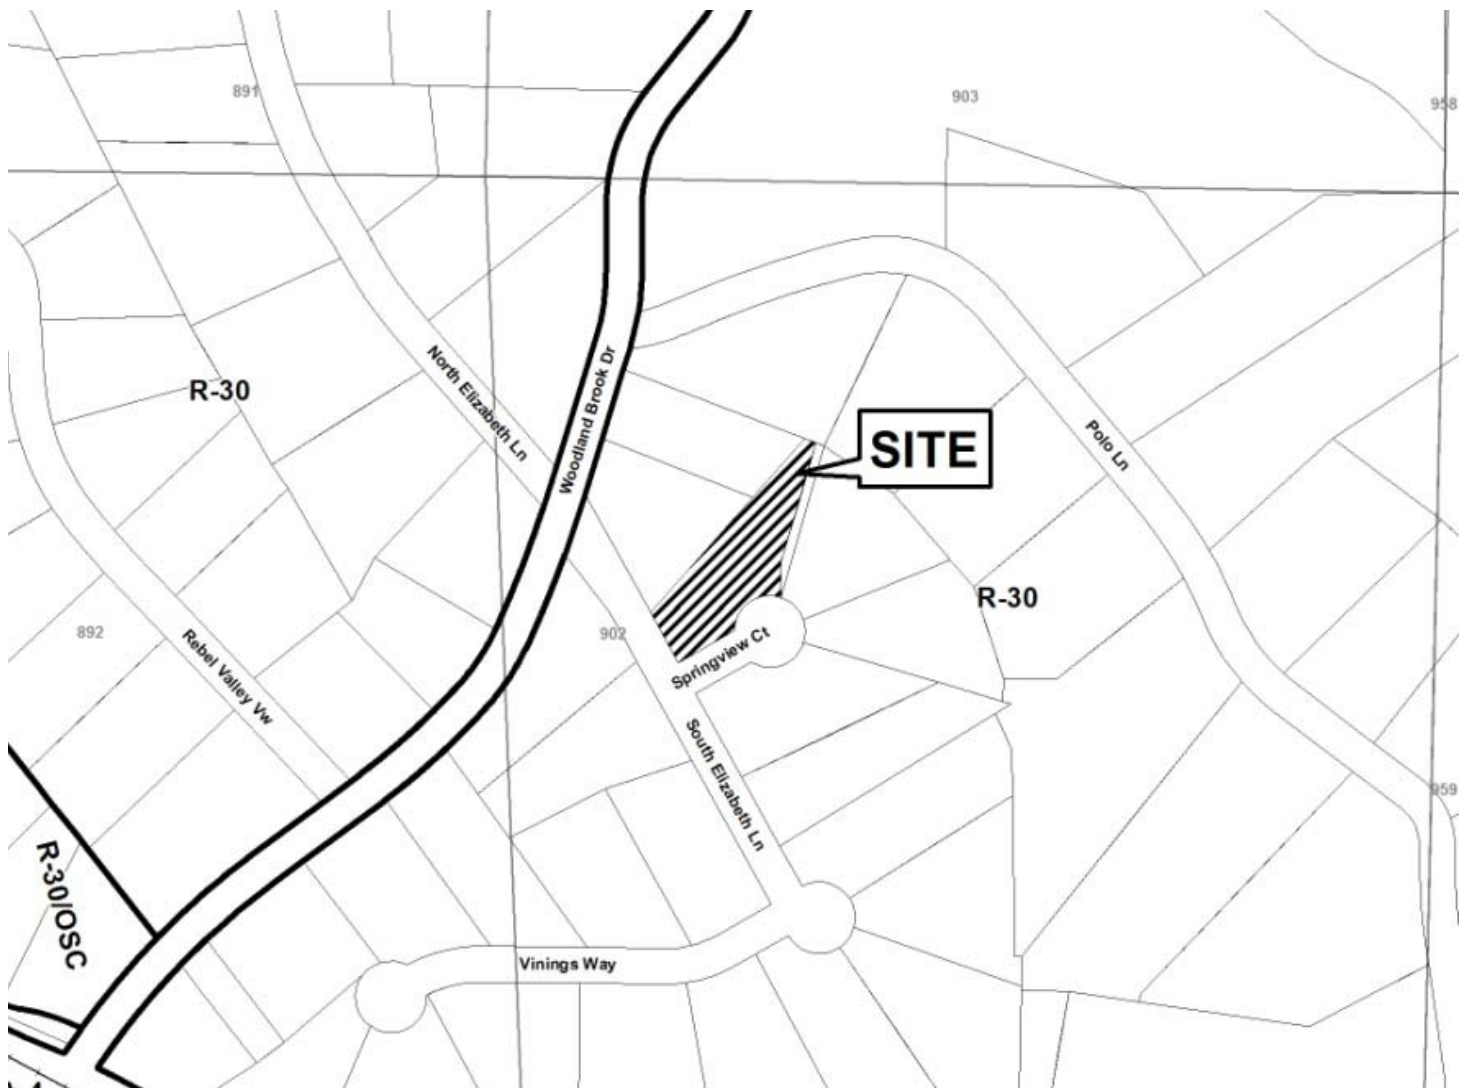 891
903
958
North Elizabeth Ln
Woodland Brook Dr
R-30
SITE
Polo Ln
R-30
892
902
Rebel Valley Vw
Springview Ct
South Elizabeth Ln
959
R-30/OSC
Vinings Way